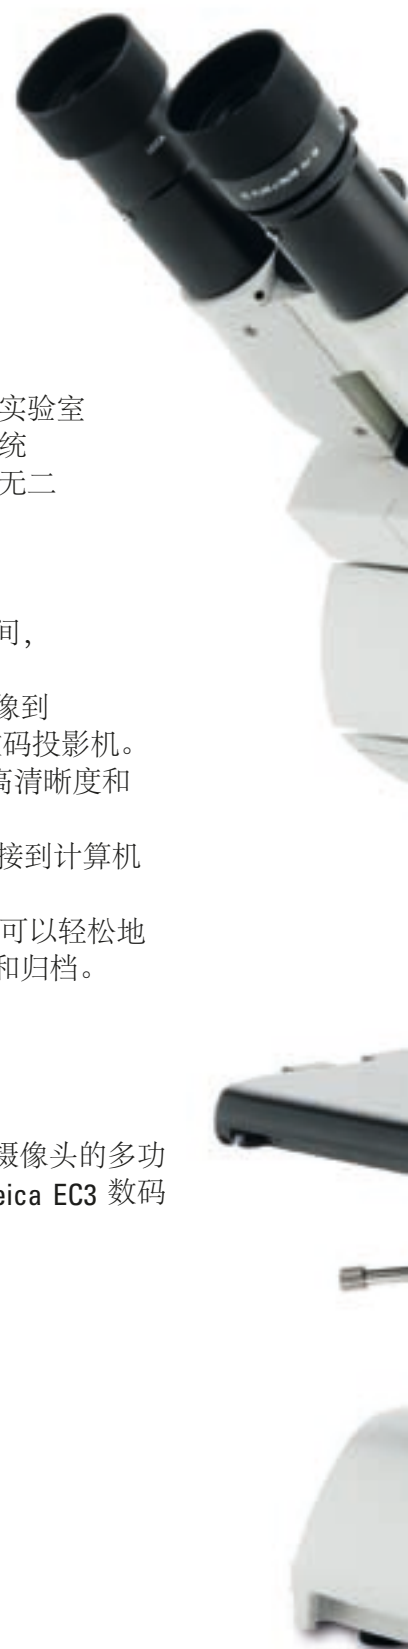 实验室
统
无二
间，
像到
码投影机。
高清晰度和
接到计算机
可以轻松地
和归档。
摄像头的多功
eica EC3 数码